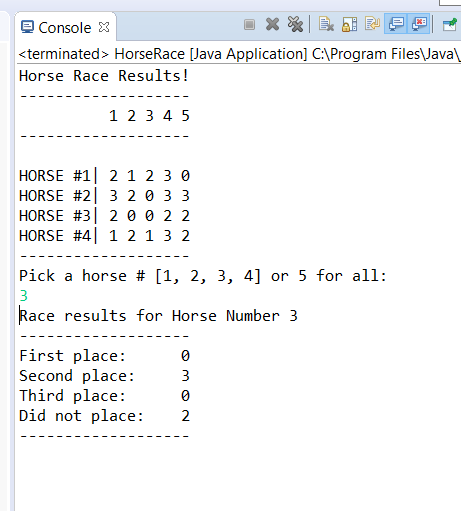 Console
<terminated> HorseRace [Java Application] C:\Program Files\Java\
Horse Race Results!
-------------------
1 2 3 4 5
-------------------
HORSE #1| 2 1 2 3 0
HORSE #2| 3 2 0 3 3
HORSE #3| 2 0 0 2 2
HORSE #4| 1 2 1 3 2
-------------------
Pick a horse # [1, 2, 3, 4] or 5 for all:
3
Race results for Horse Number 3
-------------------
First place:      0
Second place:     3
Third place:      0
Did not place:    2
-------------------